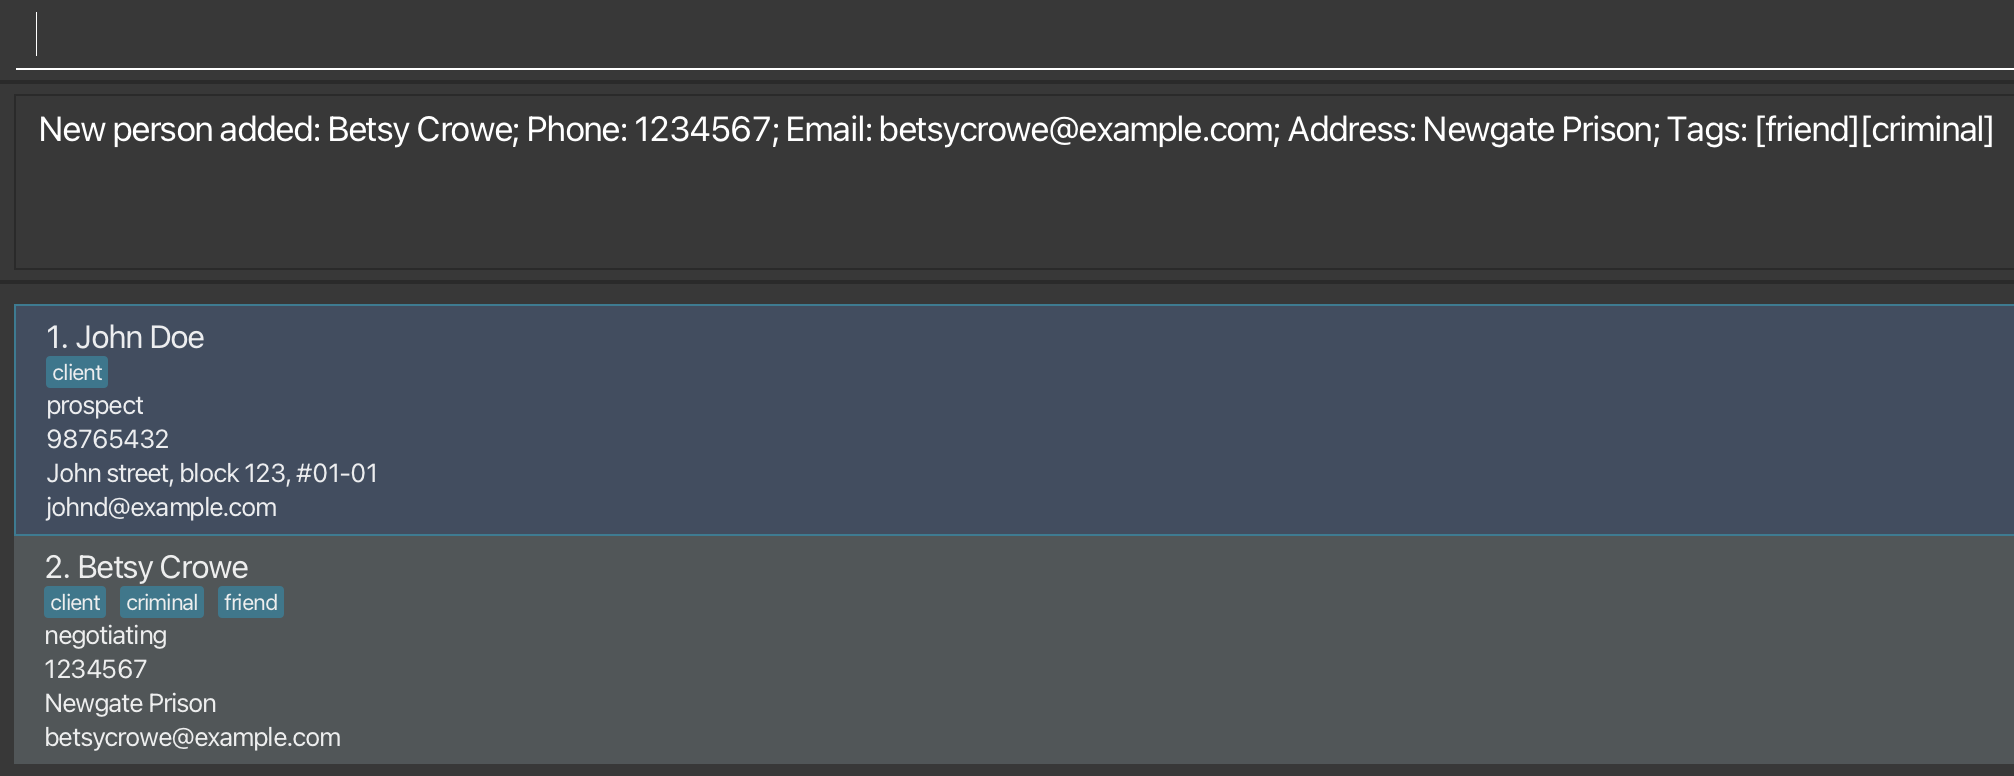 New person added: Betsy Crowe; Phone: 1234567; Email: betsycrowe@example.com; Address: Newgate Prison; Tags: [friend][criminal]
1. John Doe
client
prospect
98765432
John street, block 123, #01-01
johnd@example.com
2. Betsy Crowe
client criminal friend
negotiating
1234567
Newgate Prison
betsycrowe@example.com